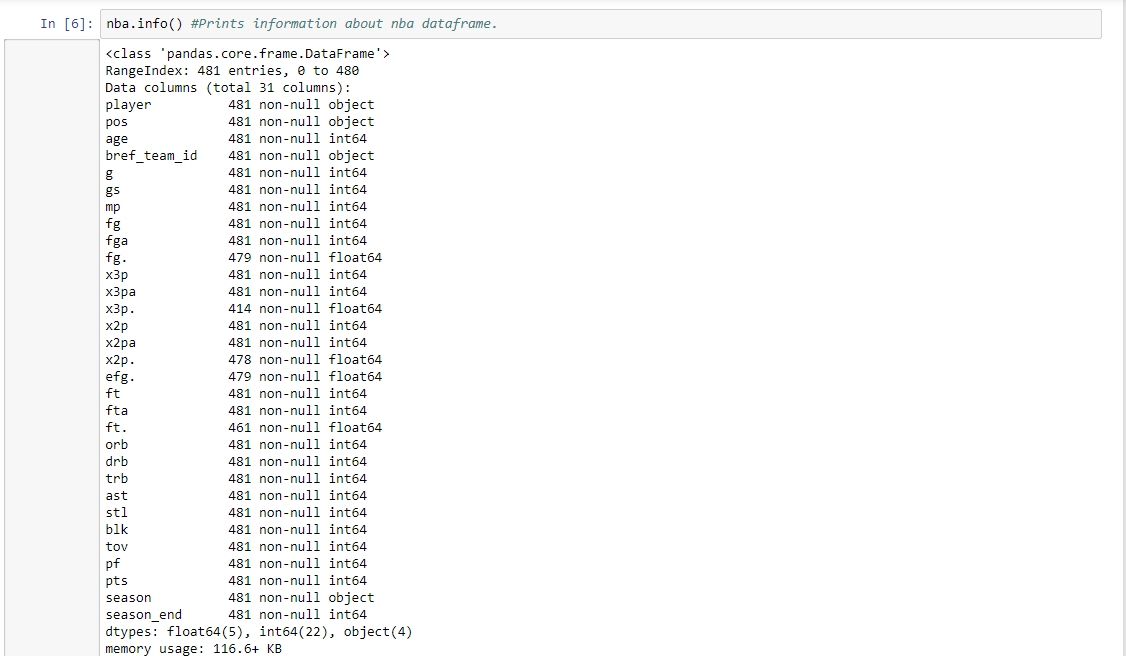 In [6]: nba.info() #Prints information about nba dataframe.
<class 'pandas.core.frame.DataFrame'>
RangeIndex: 481 entries, 0 to 480
Data columns (total 31 columns):
player          481 non-null object
pos             481 non-null object
age             481 non-null int64
bref_team_id    481 non-null object
g               481 non-null int64
gs              481 non-null int64
mp              481 non-null int64
fg              481 non-null int64
fga             481 non-null int64
fg.             479 non-null float64
x3p             481 non-null int64
x3pa            481 non-null int64
x3p.            414 non-null float64
x2p             481 non-null int64
x2pa            481 non-null int64
x2p.            478 non-null float64
efg.            479 non-null float64
ft              481 non-null int64
fta             481 non-null int64
ft.             461 non-null float64
orb             481 non-null int64
drb             481 non-null int64
trb             481 non-null int64
ast             481 non-null int64
stl             481 non-null int64
blk             481 non-null int64
tov             481 non-null int64
pf              481 non-null int64
pts             481 non-null int64
season          481 non-null object
season_end      481 non-null int64
dtypes: float64(5), int64(22), object(4)
memory usage: 116.6+ KB